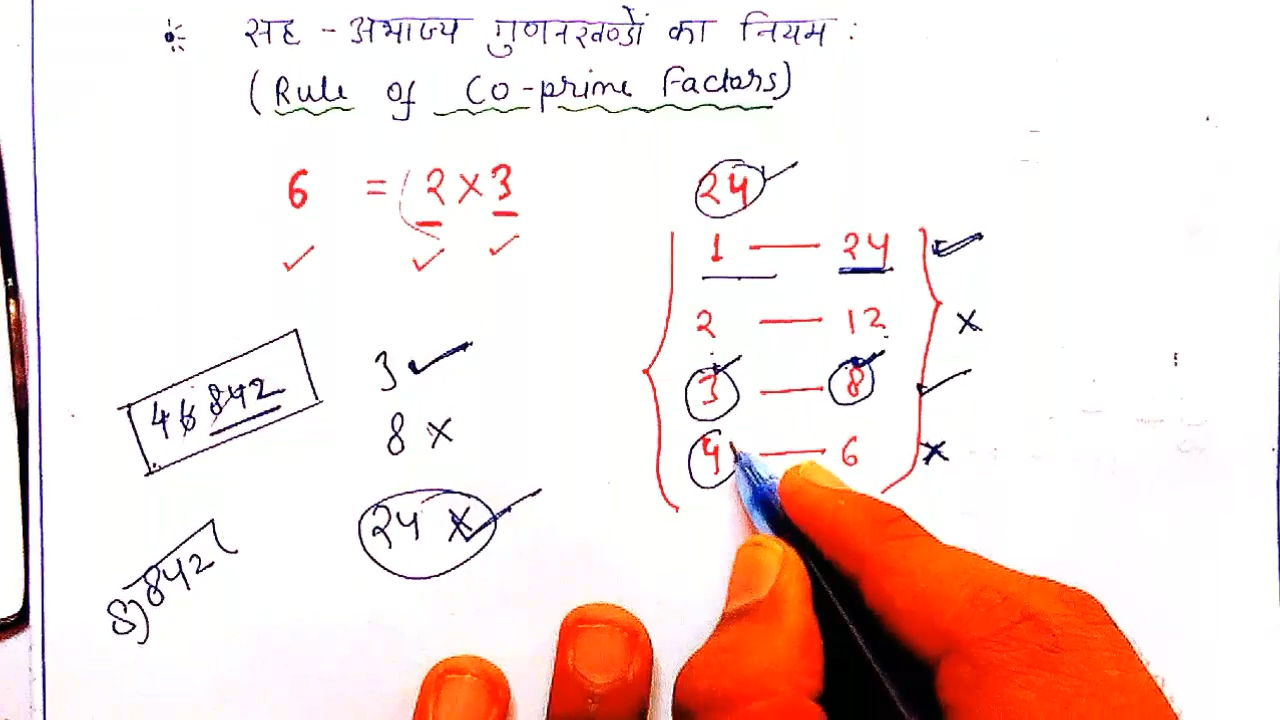 सह - अभाज्य गुणनखण्डों का नियम :
(Rule of Co-prime Factors)
6 = 2 × 3
24
1 — 24
2 — 12
3 — 8
4 — 6
46842
3 ✓
8 ×
24 ×
8)842(